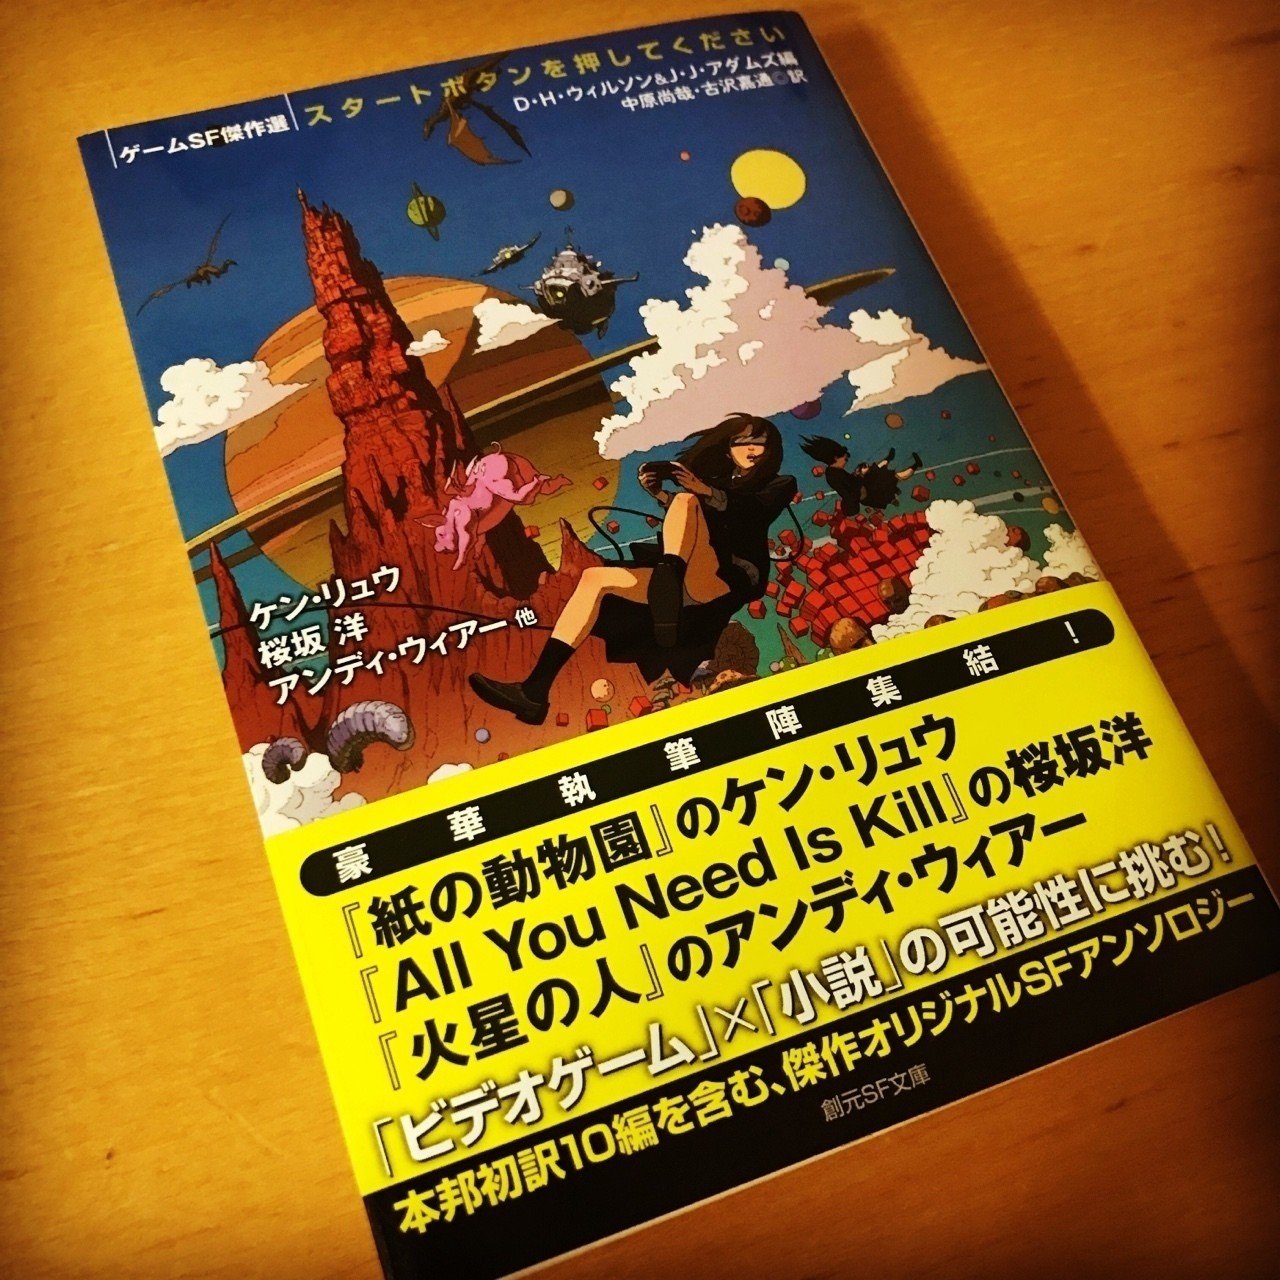 ゲームSF傑作選
スタートボタンを押してください
D・H・ウィルソン&J・J・アダムズ編
中原尚哉・古沢嘉通◎訳
ケン・リュウ
桜坂 洋
アンディ・ウィアー 他
豪華執筆陣集結！
『紙の動物園』のケン・リュウ
『All You Need Is Kill』の桜坂洋
『火星の人』のアンディ・ウィアー
「ビデオゲーム」×「小説」の可能性に挑む！
本邦初訳10編を含む、傑作オリジナルSFアンソロジー
創元SF文庫